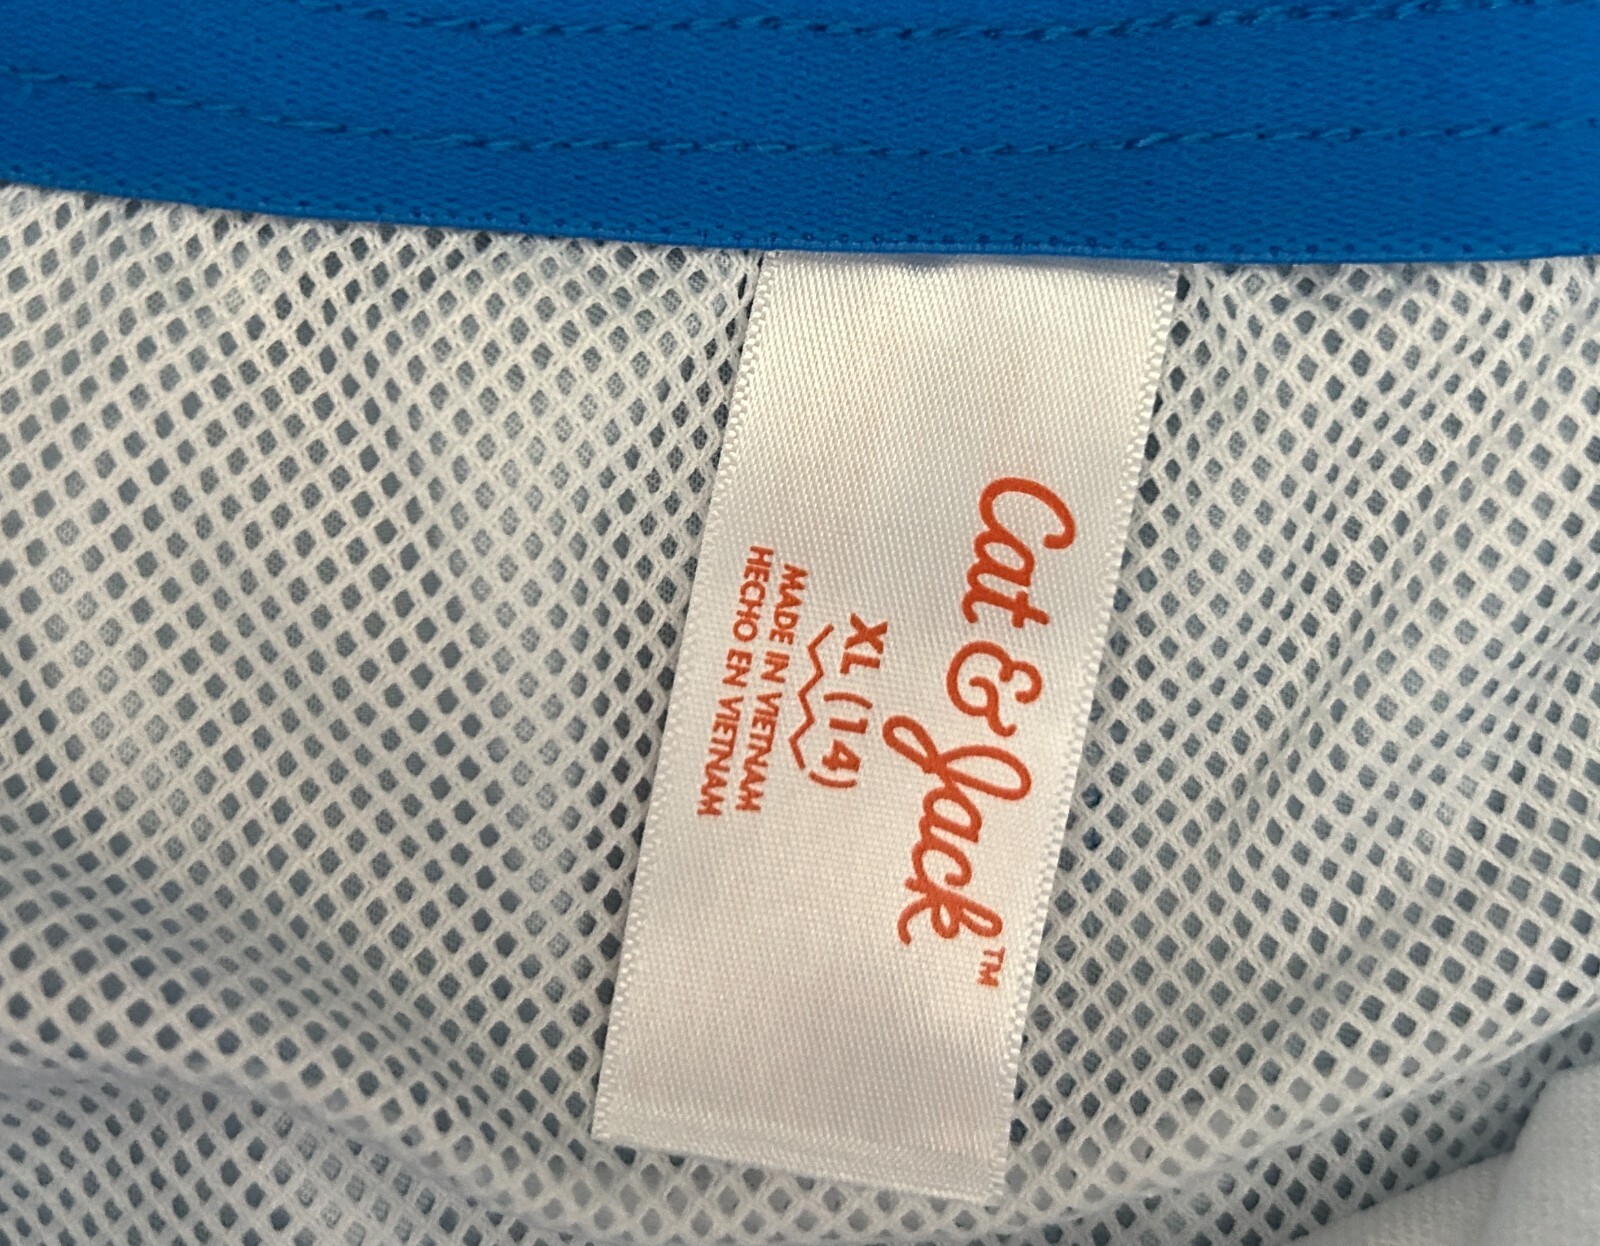 Cat & Jack™
XL (14)
MADE IN VIETNAM
HECHO EN VIETNAM